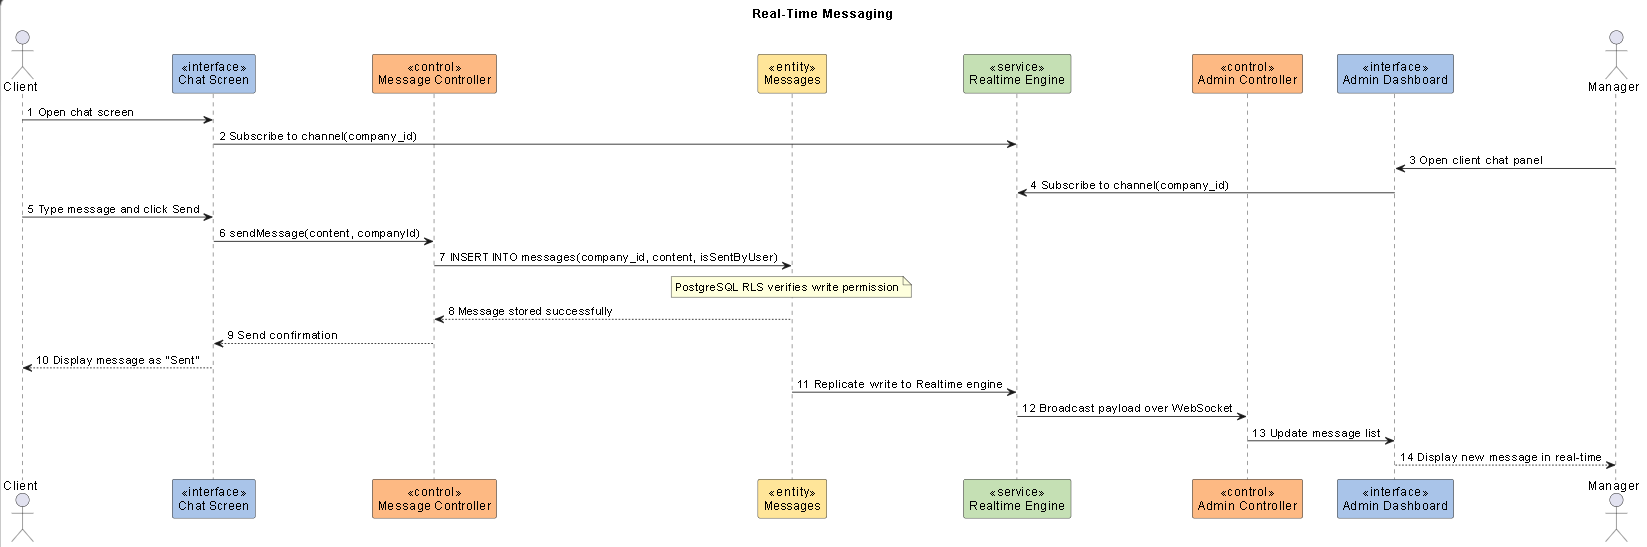 Real-Time Messaging
Client
«interface»
Chat Screen
«control»
Message Controller
«entity»
Messages
«service»
Realtime Engine
«control»
Admin Controller
«interface»
Admin Dashboard
Manager
1 Open chat screen
2 Subscribe to channel(company_id)
3 Open client chat panel
4 Subscribe to channel(company_id)
5 Type message and click Send
6 sendMessage(content, companyId)
7 INSERT INTO messages(company_id, content, isSentByUser)
PostgreSQL RLS verifies write permission
8 Message stored successfully
9 Send confirmation
10 Display message as "Sent"
11 Replicate write to Realtime engine
12 Broadcast payload over WebSocket
13 Update message list
14 Display new message in real-time
Client
«interface»
Chat Screen
«control»
Message Controller
«entity»
Messages
«service»
Realtime Engine
«control»
Admin Controller
«interface»
Admin Dashboard
Manager